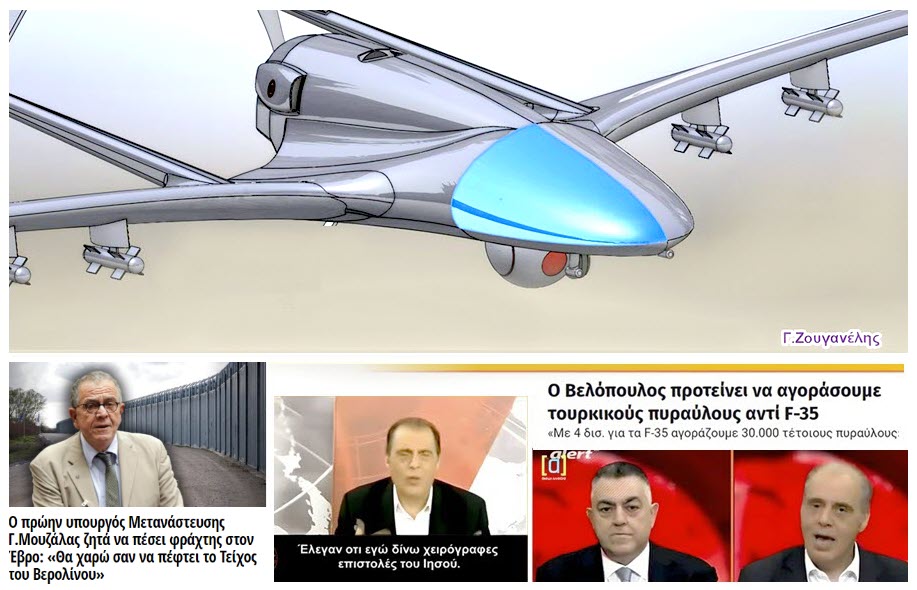 Γ.Ζουγανέλης
Ο πρώην υπουργός Μετανάστευσης
Γ.Μουζάλας ζητά να πέσει φράχτης στον
Έβρο: «Θα χαρώ σαν να πέφτει το Τείχος
του Βερολίνου»
Έλεγαν οτι εγώ δίνω χειρόγραφες
επιστολές του Ιησού.
Ο Βελόπουλος προτείνει να αγοράσουμε
τουρκικούς πυραύλους αντί F-35
«Με 4 δισ. για τα F-35 αγοράζουμε 30.000 τέτοιους πυραύλους
[a]
alert